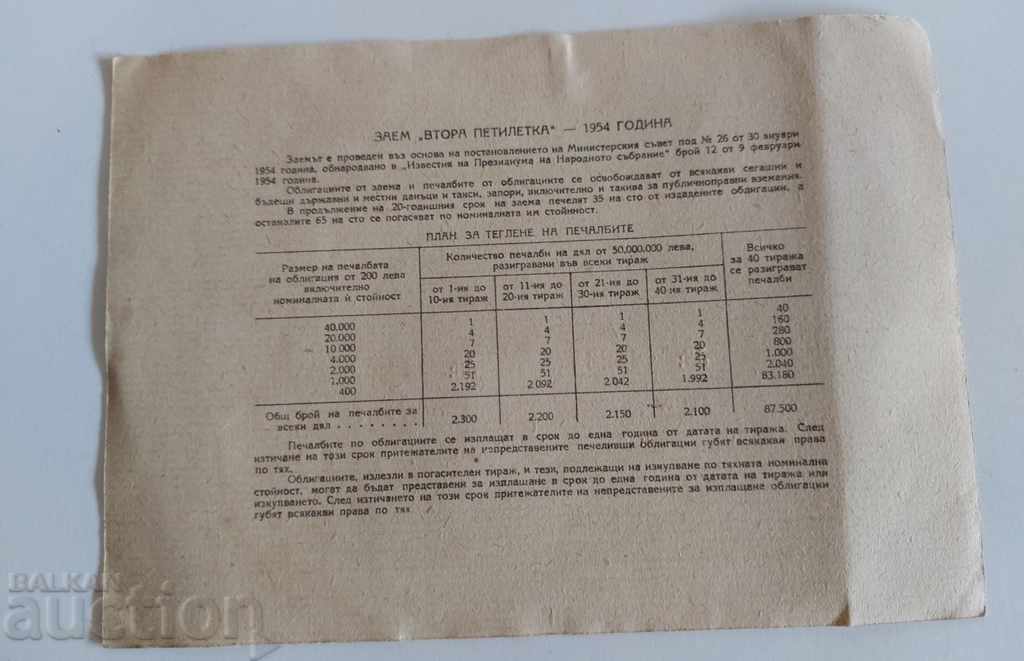 ЗАЕМ „ВТОРА ПЕТИЛЕТКА“ — 1954 ГОДИНА
Заемът е проведен въз основа на постановлението на Министерския съвет под № 26 от 30 януари
1954 година, обнародвано в „Известия на Президиума на Народното събрание“ брой 12 от 9 февруари
1954 година.
Облигациите от заема и печалбите от облигациите се освобождават от всякакви сегашни и
бъдещи държавни и местни данъци и такси, запори, включително и такива за публичноправни вземания.
В продължение на 20-годишния срок на заема печелят 35 на сто от издадените облигации, а
останалите 65 на сто се погасяват по номиналната им стойност.
ПЛАН ЗА ТЕГЛЕНЕ НА ПЕЧАЛБИТЕ
Размер на печалбата
на облигация от 200 лева
включително
номиналната ѝ стойност
Количество печалби на дял от 50,000,000 лева,
разигравани във всеки тираж
Всичко
за 40 тиража
се разиграват
печалби
от 1-ия до
10-ия тираж
от 11-ия до
20-ия тираж
от 21-ия до
30-ия тираж
от 31-ия до
40-ия тираж
40.000 1 1 1 1 40
20.000 4 4 4 4 160
10.000 7 7 7 7 280
4.000 20 20 20 20 800
2.000 25 25 25 25 1.000
1,000 51 51 51 51 2.040
400 2.192 2 092 2 042 1.992 83.180
Общ брой на печалбите за
всеки дял . . . . . . . . 2.300 2.200 2.150 2.100 87.500
Печалбите по облигациите се изплащат в срок до една година от датата на тиража. След
изтичане на този срок притежателите на непредставените печеливши облигации губят всякакви права
по тях.
Облигациите, излезли в погасителен тираж, и тези, подлежащи на изкупване по тяхната номинална
стойност, могат да бъдат представени за изплащане в срок до една година от датата на тиража или
изкупването. След изтичането на този срок притежателите на непредставените за изплащане облигации
губят всякакви права по тях
BALKAN
auction